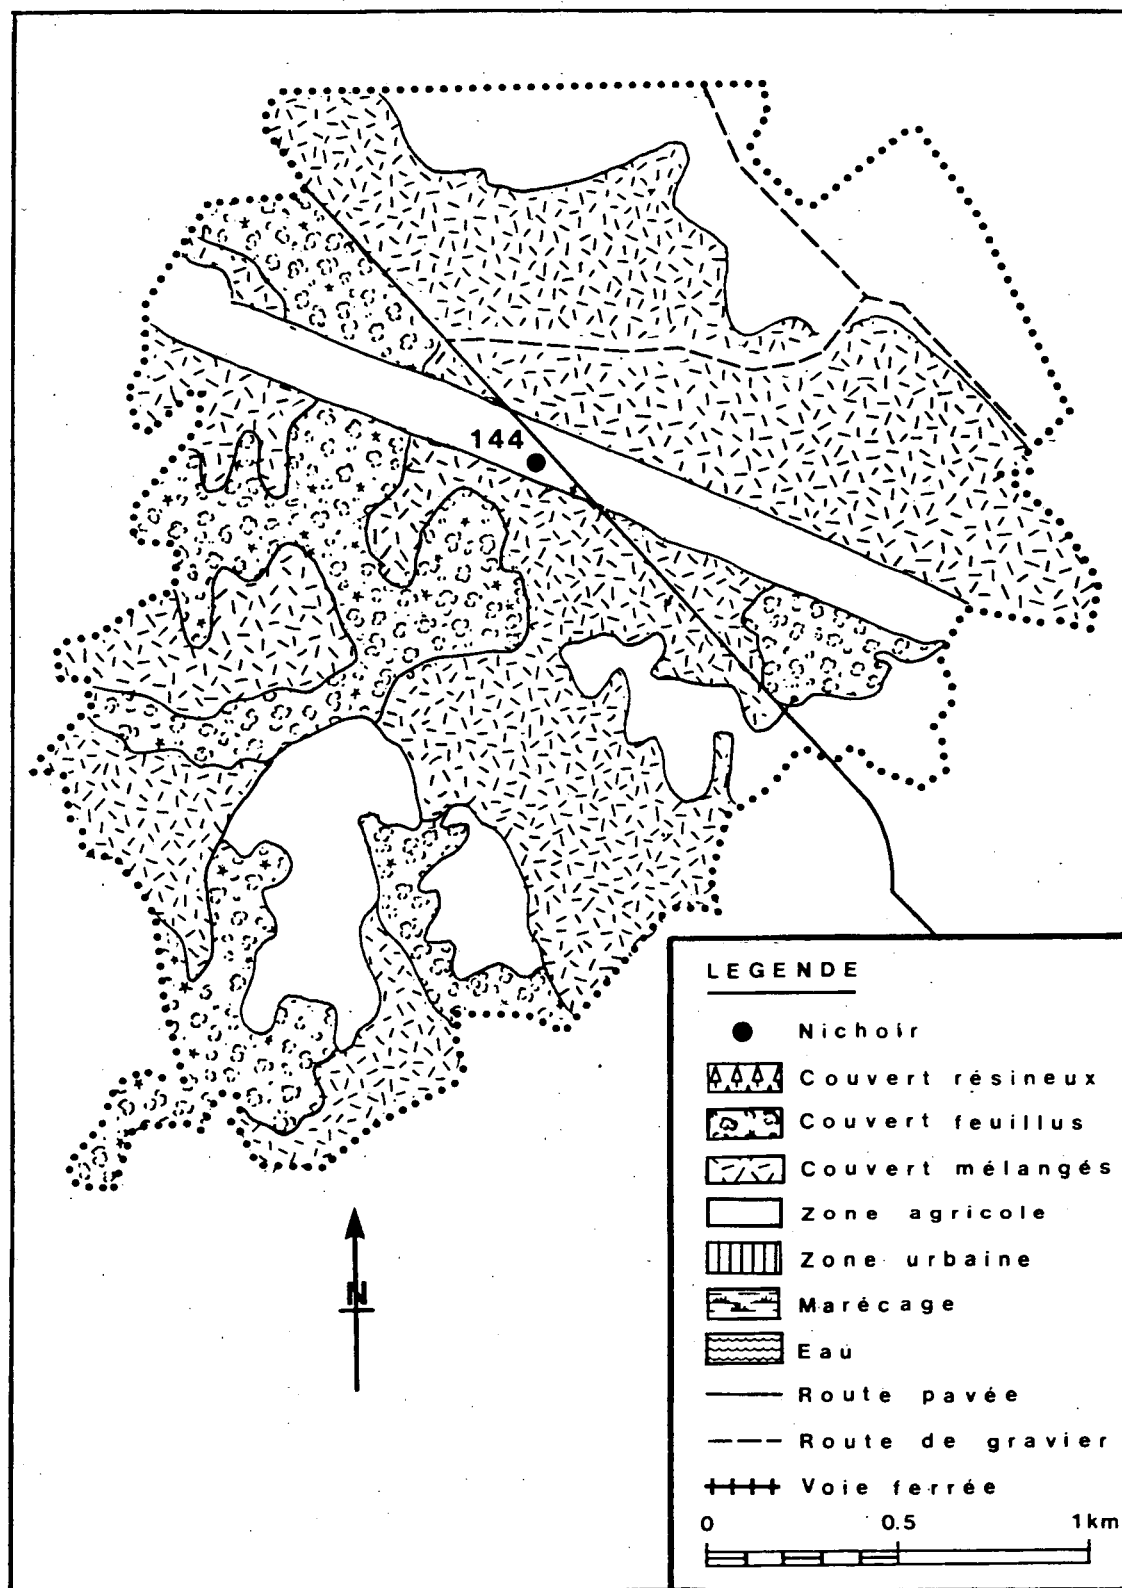 144
N
LEGENDE
Nichoir
Couvert résineux
Couvert feuillus
Couvert mélangés
Zone agricole
Zone urbaine
Marécage
Eau
Route pavée
Route de gravier
Voie ferrée
0 0.5 1km